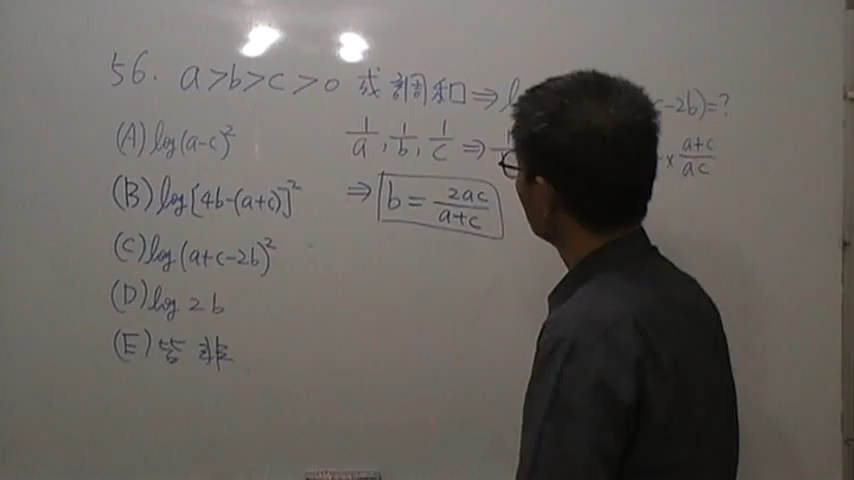 56. a>b>c>0 成調和⇒l c-2b)=?
(A) log(a-c)²
1/a, 1/b, 1/c ⇒ 1/ × (a+c)/ac
(B) log[4b-(a+c)]²
⇒ b = 2ac/(a+c)
(C) log(a+c-2b)²
(D) log 2b
(E) 皆非